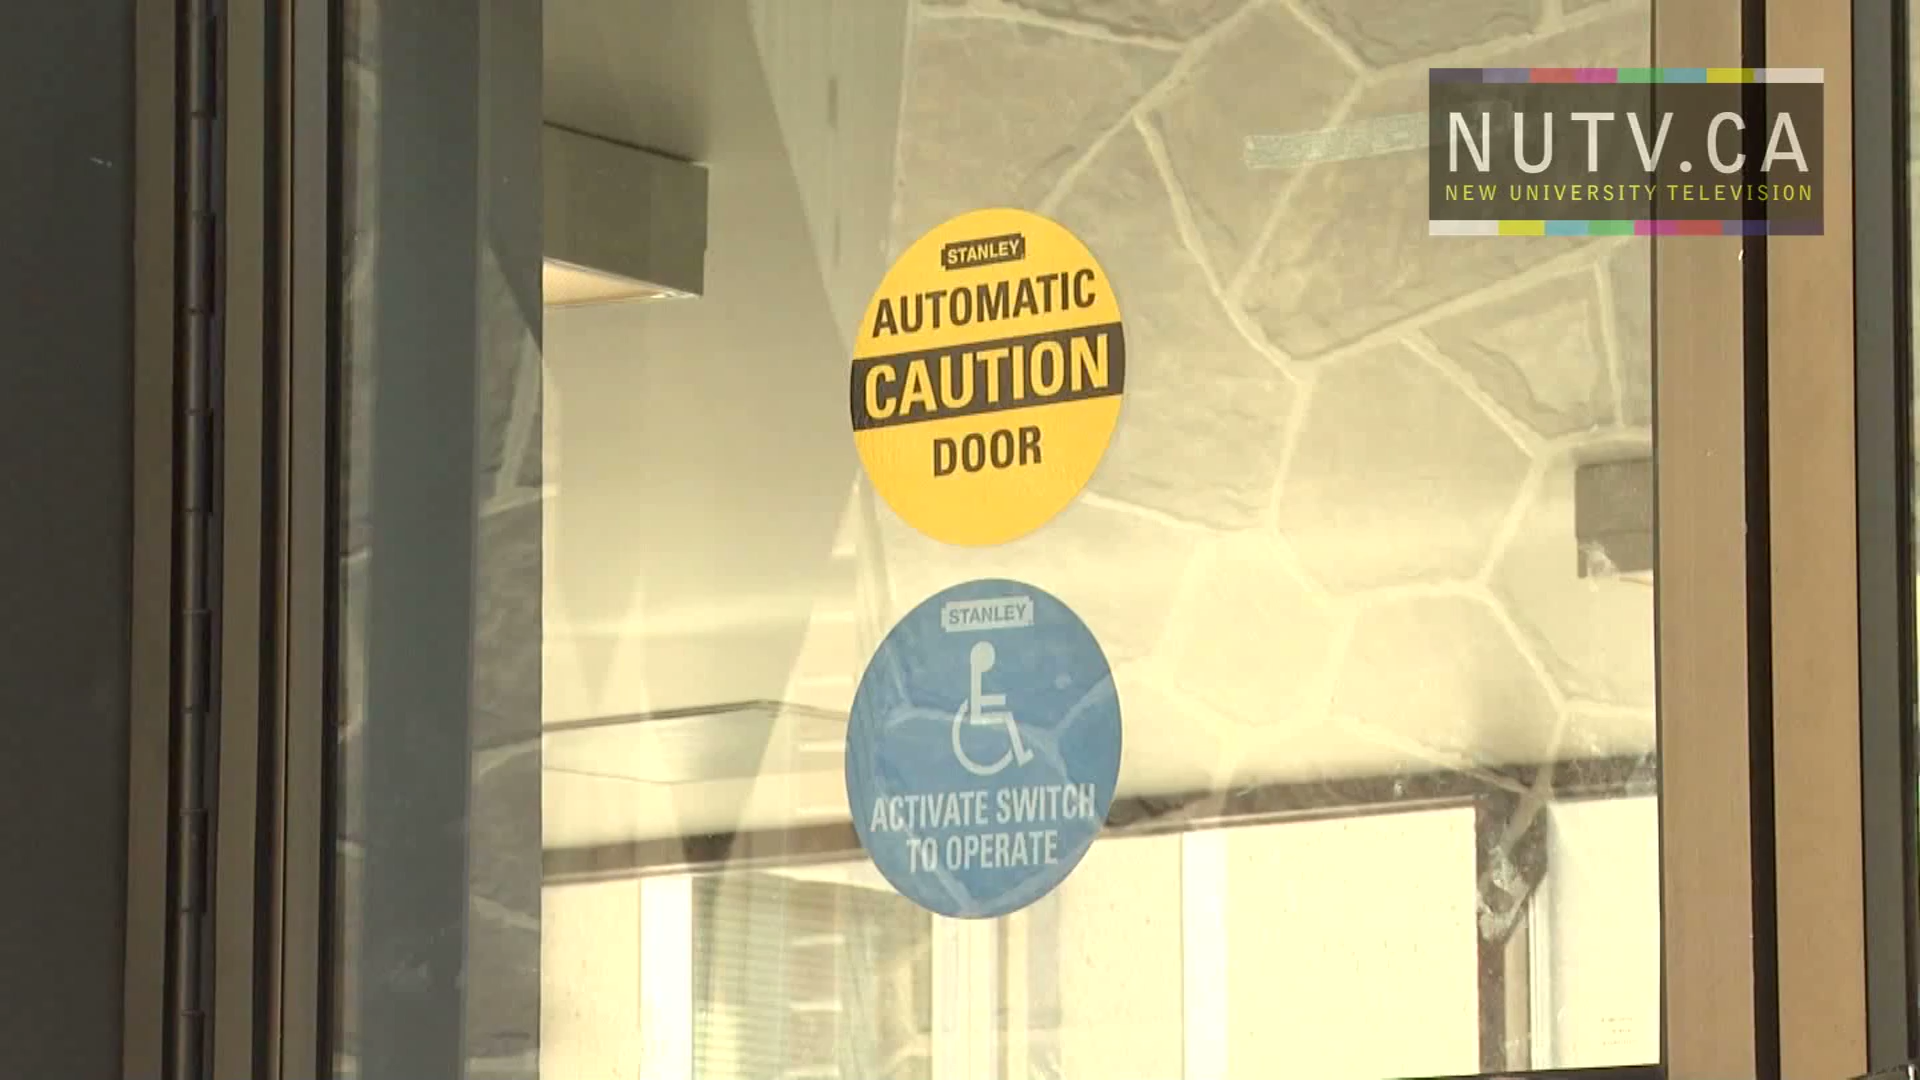 NUTV.CA
NEW UNIVERSITY TELEVISION
STANLEY
AUTOMATIC
CAUTION
DOOR
STANLEY
ACTIVATE SWITCH
TO OPERATE